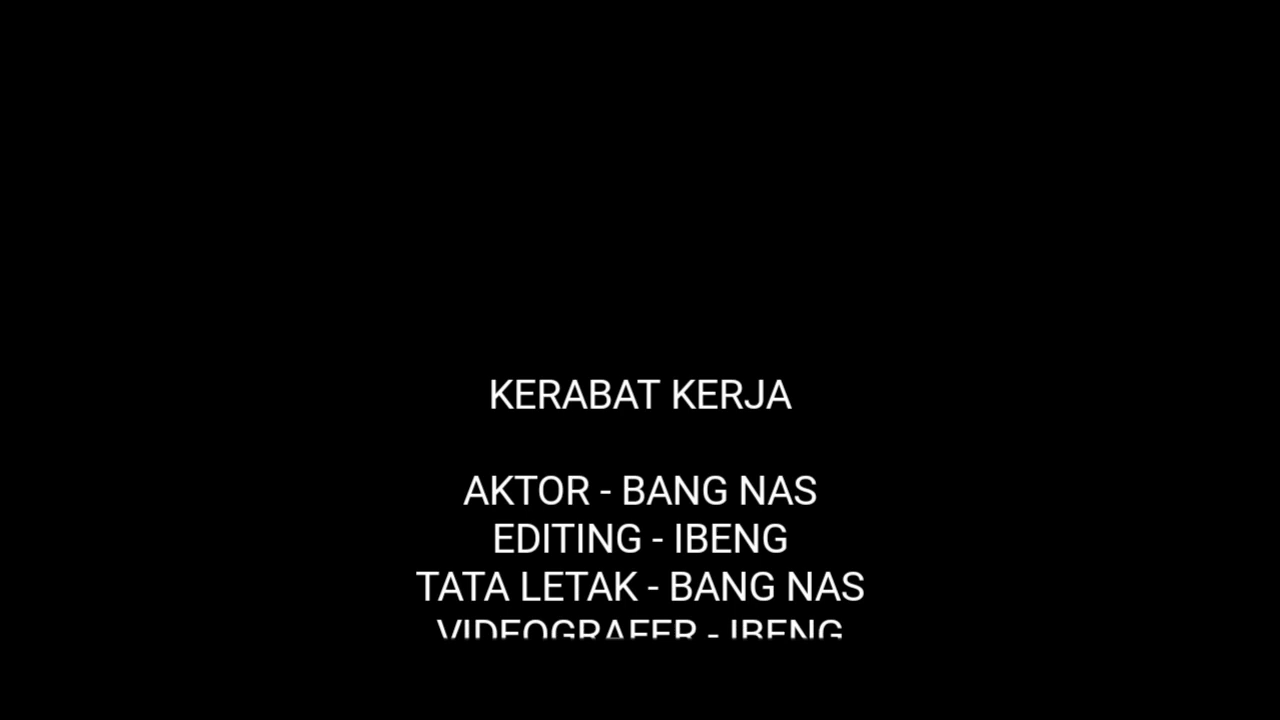 KERABAT KERJA
AKTOR - BANG NAS
EDITING - IBENG
TATA LETAK - BANG NAS
VIDEOGRAFER - IBENG